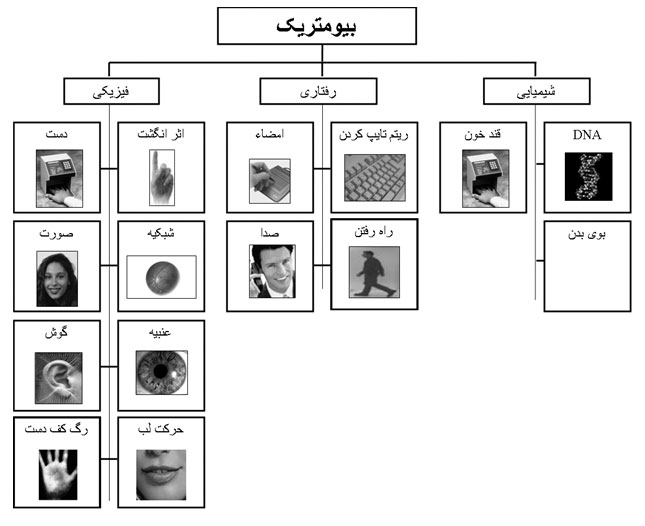 بیومتریک
شیمیایی
رفتاری
فیزیکی
DNA
قند خون
بوی بدن
ریتم تایپ کردن
امضاء
راه رفتن
صدا
اثر انگشت
دست
شبکیه
صورت
عنبیه
گوش
حرکت لب
رگ کف دست